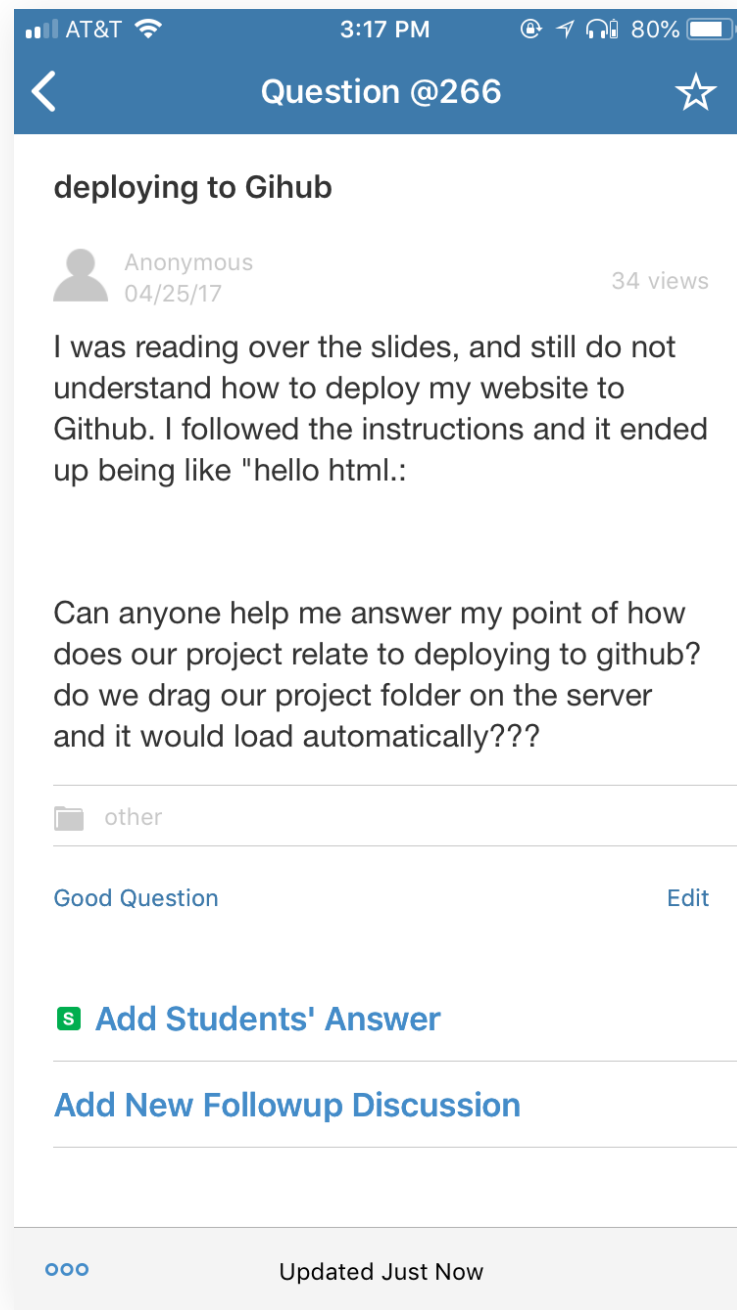 AT&T 3:17 PM 80%
Question @266
deploying to Gihub
Anonymous
04/25/17
34 views
I was reading over the slides, and still do not
understand how to deploy my website to
Github. I followed the instructions and it ended
up being like "hello html.:
Can anyone help me answer my point of how
does our project relate to deploying to github?
do we drag our project folder on the server
and it would load automatically???
other
Good Question Edit
S Add Students' Answer
Add New Followup Discussion
Updated Just Now